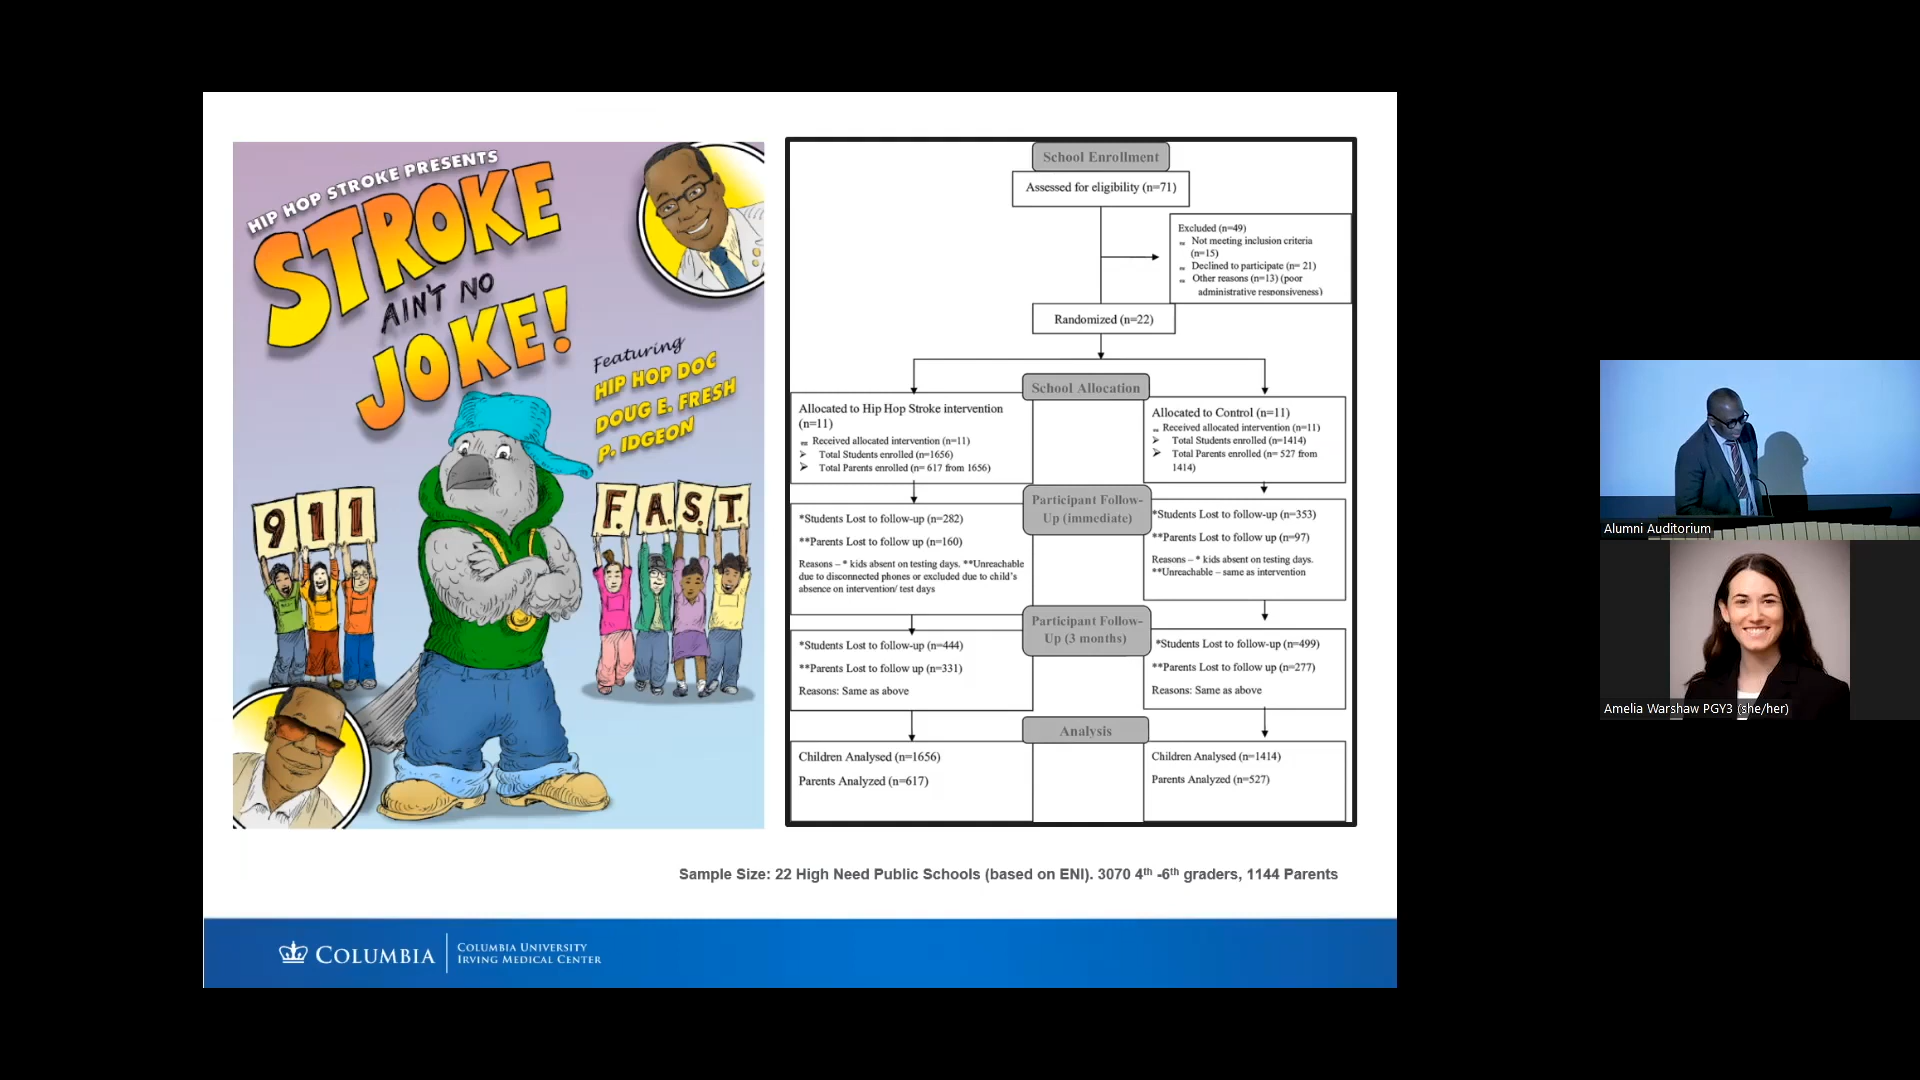 HIP HOP STROKE PRESENTS
STROKE
AIN'T NO
JOKE!
Featuring
HIP HOP DOC
DOUG E. FRESH
P. IDGEON
911
F.A.S.T.
School Enrollment
Assessed for eligibility (n=71)
Excluded (n=49)
Not meeting inclusion criteria
(n=15)
Declined to participate (n= 21)
Other reasons (n=13) (poor
administrative responsiveness)
Randomized (n=22)
School Allocation
Allocated to Hip Hop Stroke intervention
(n=11)
Received allocated intervention (n=11)
Total Students enrolled (n=1656)
Total Parents enrolled (n= 617 from 1656)
Allocated to Control (n=11)
Received allocated intervention (n=11)
Total Students enrolled (n=1414)
Total Parents enrolled (n= 527 from
1414)
Participant Follow-
Up (immediate)
*Students Lost to follow-up (n=282)
**Parents Lost to follow up (n=160)
Reasons – * kids absent on testing days. **Unreachable
due to disconnected phones or excluded due to child's
absence on intervention/ test days
*Students Lost to follow-up (n=353)
**Parents Lost to follow up (n=97)
Reasons – * kids absent on testing days.
**Unreachable – same as intervention
Participant Follow-
Up (3 months)
*Students Lost to follow-up (n=444)
**Parents Lost to follow up (n=331)
Reasons: Same as above
*Students Lost to follow-up (n=499)
**Parents Lost to follow up (n=277)
Reasons: Same as above
Analysis
Children Analysed (n=1656)
Parents Analyzed (n=617)
Children Analysed (n=1414)
Parents Analyzed (n=527)
Sample Size: 22 High Need Public Schools (based on ENI). 3070 4th -6th graders, 1144 Parents
COLUMBIA
COLUMBIA UNIVERSITY
IRVING MEDICAL CENTER
Alumni Auditorium
Amelia Warshaw PGY3 (she/her)